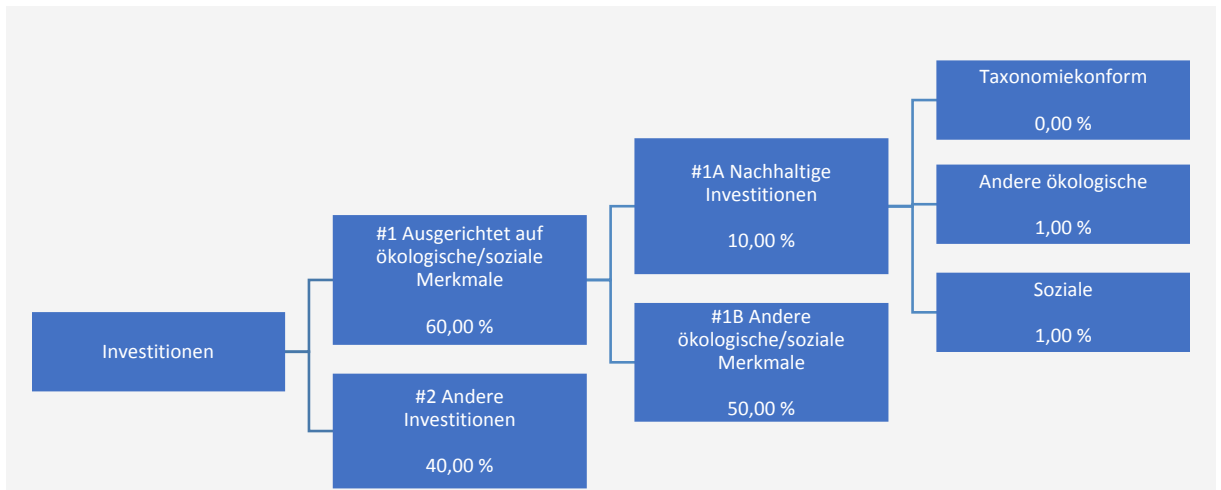 Investitionen
#1 Ausgerichtet auf
ökologische/soziale
Merkmale
60,00 %
#2 Andere
Investitionen
40,00 %
#1A Nachhaltige
Investitionen
10,00 %
#1B Andere
ökologische/soziale
Merkmale
50,00 %
Taxonomiekonform
0,00 %
Andere ökologische
1,00 %
Soziale
1,00 %